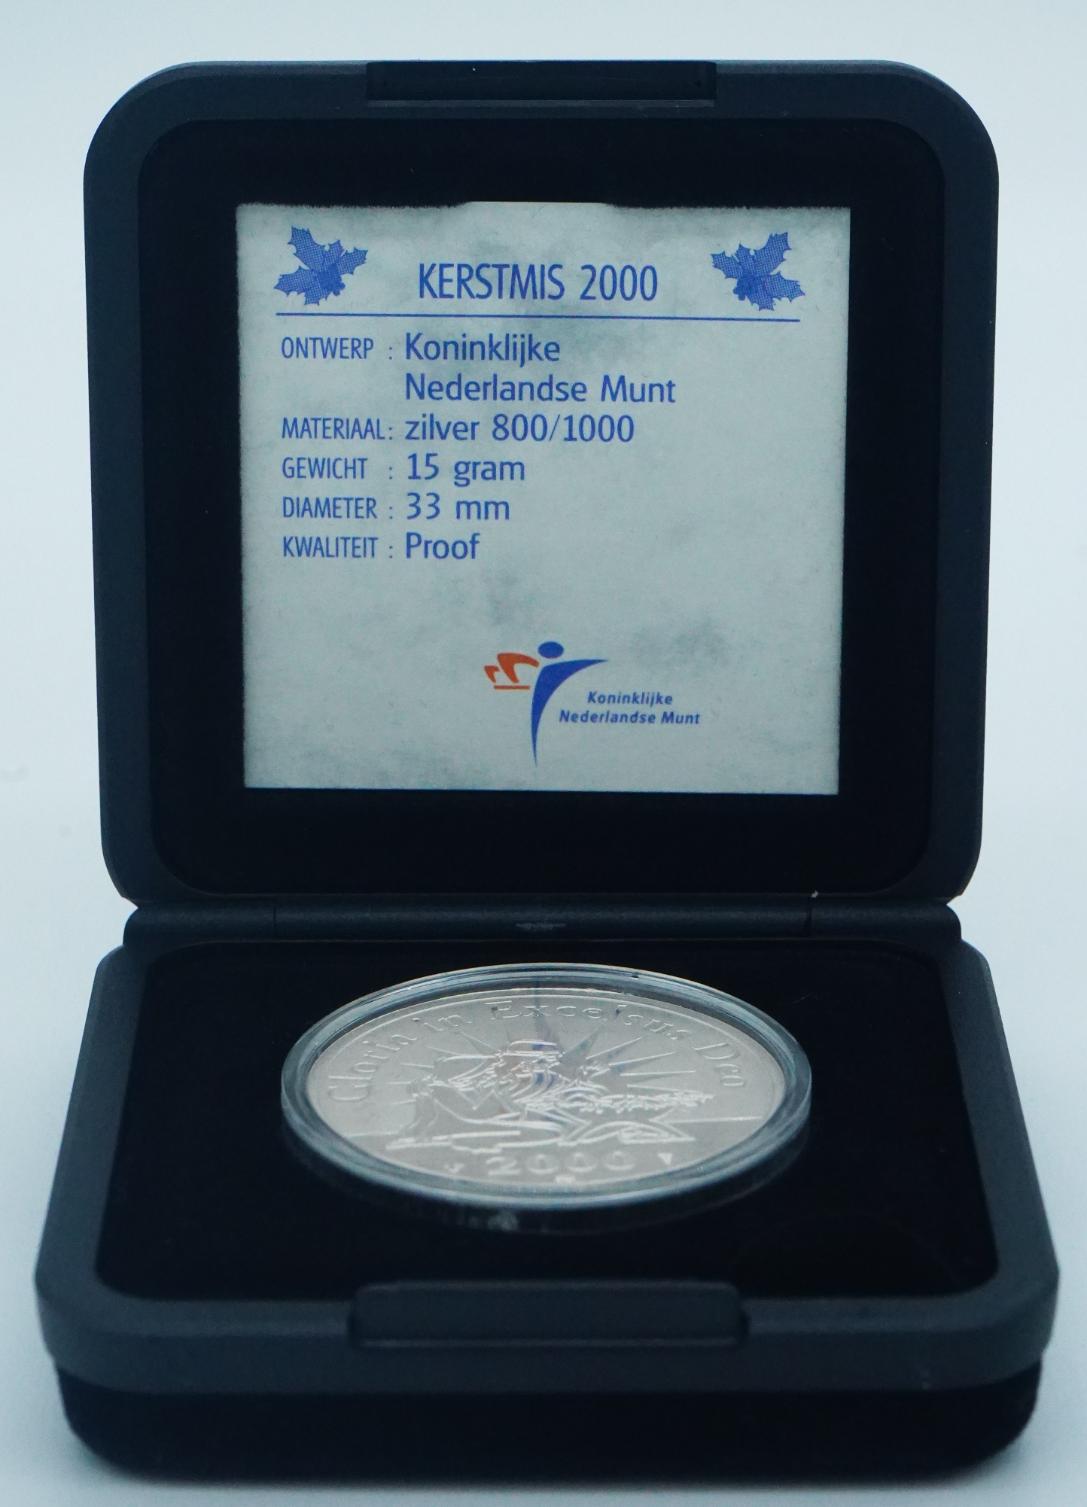 KERSTMIS 2000
ONTWERP : Koninklijke
Nederlandse Munt
MATERIAAL: zilver 800/1000
GEWICHT : 15 gram
DIAMETER : 33 mm
KWALITEIT : Proof
Koninklijke
Nederlandse Munt
Gloria in Excelsus Deo
2000